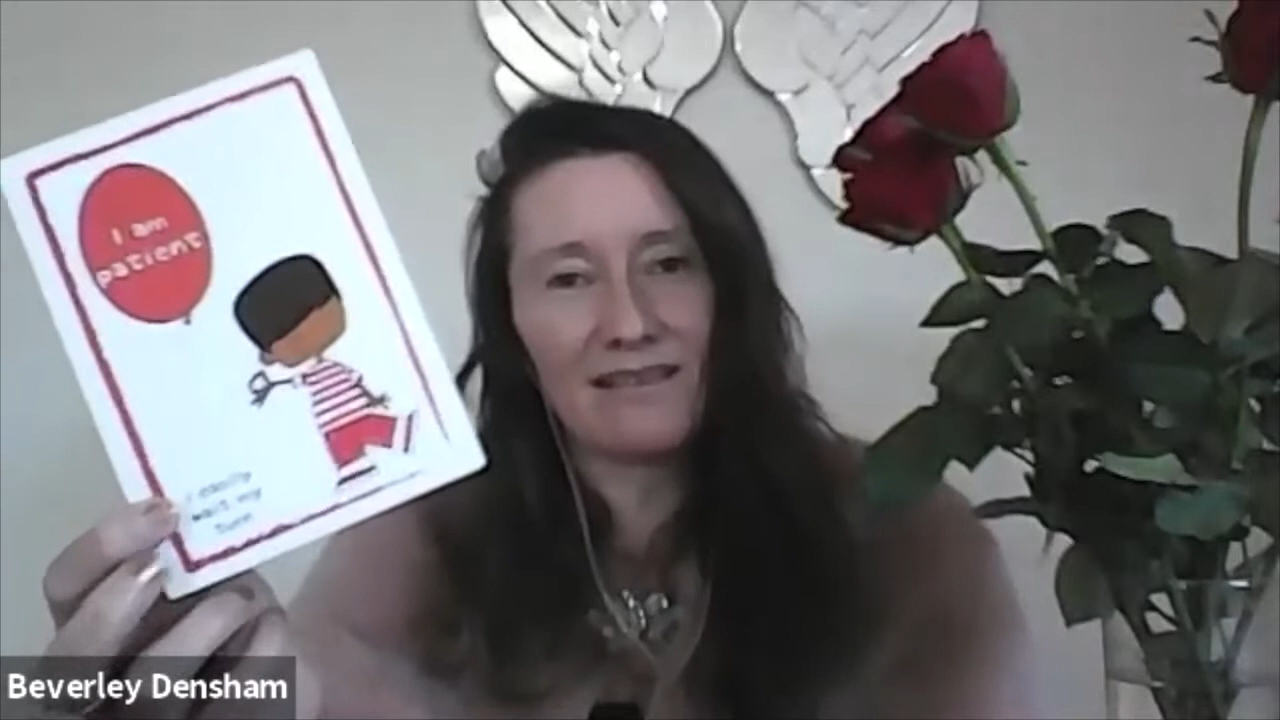 I am
patient
I easily
wait my
turn
Beverley Densham